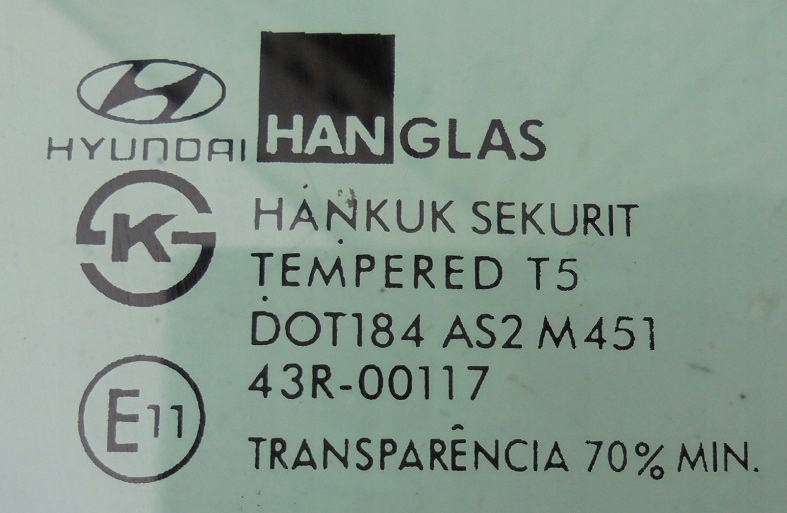 HYUNDAI HANGLAS
K HANKUK SEKURIT
TEMPERED T5
DOT184 AS2 M451
43R-00117
E11 TRANSPARÊNCIA 70% MIN.